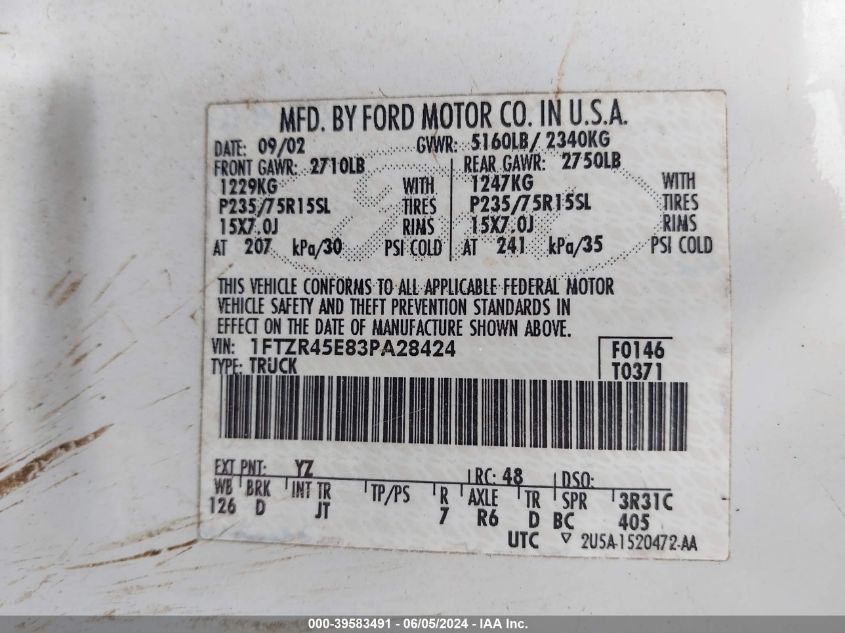 MFD. BY FORD MOTOR CO. IN U.S.A.
DATE: 09/02 GVWR: 5160LB/ 2340KG
FRONT GAWR: 2710LB REAR GAWR: 2750LB
1229KG WITH 1247KG WITH
P235/75R15SL TIRES P235/75R15SL TIRES
15X7.0J RIMS 15X7.0J RIMS
AT 207 kPa/30 PSI COLD AT 241 kPa/35 PSI COLD
THIS VEHICLE CONFORMS TO ALL APPLICABLE FEDERAL MOTOR
VEHICLE SAFETY AND THEFT PREVENTION STANDARDS IN
EFFECT ON THE DATE OF MANUFACTURE SHOWN ABOVE.
VIN: 1FTZR45E83PA28424 F0146
TYPE: TRUCK T0371
EXT PNT: YZ RC: 48 DSO:
WB BRK INT TR TP/PS R AXLE TR SPR 3R31C
126 D JT 7 R6 D BC 405
UTC ▽ 2U5A-1520472-AA
000-39583491 - 06/05/2024 - IAA Inc.